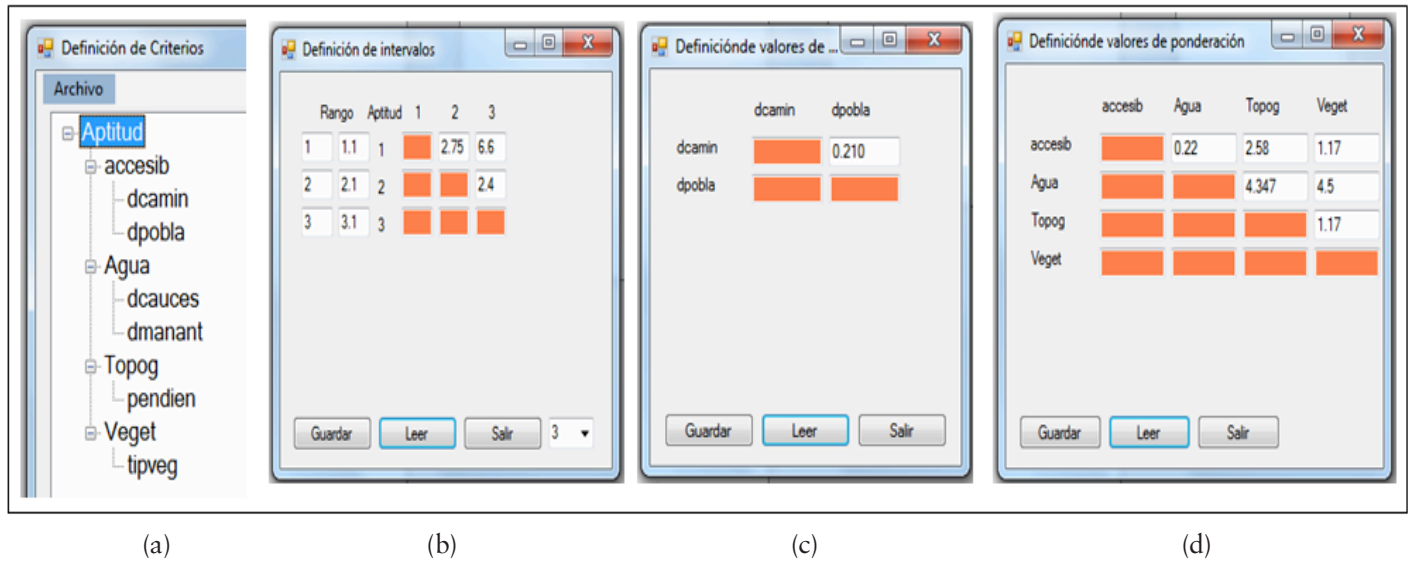 Definición de Criterios
Archivo
Aptitud
accesib
dcamin
dpobla
Agua
dcauces
dmanant
Topog
pendien
Veget
tipveg
Definición de intervalos
Rango Aptitud 1 2 3
1 1.1 1 2.75 6.6
2 2.1 2 2.4
3 3.1 3
Guardar Leer Salir 3
Definiciónde valores de ...
dcamin dpobla
dcamin 0.210
dpobla
Guardar Leer Salir
Definiciónde valores de ponderación
accesib Agua Topog Veget
accesib 0.22 2.58 1.17
Agua 4.347 4.5
Topog 1.17
Veget
Guardar Leer Salir
(a) (b) (c) (d)